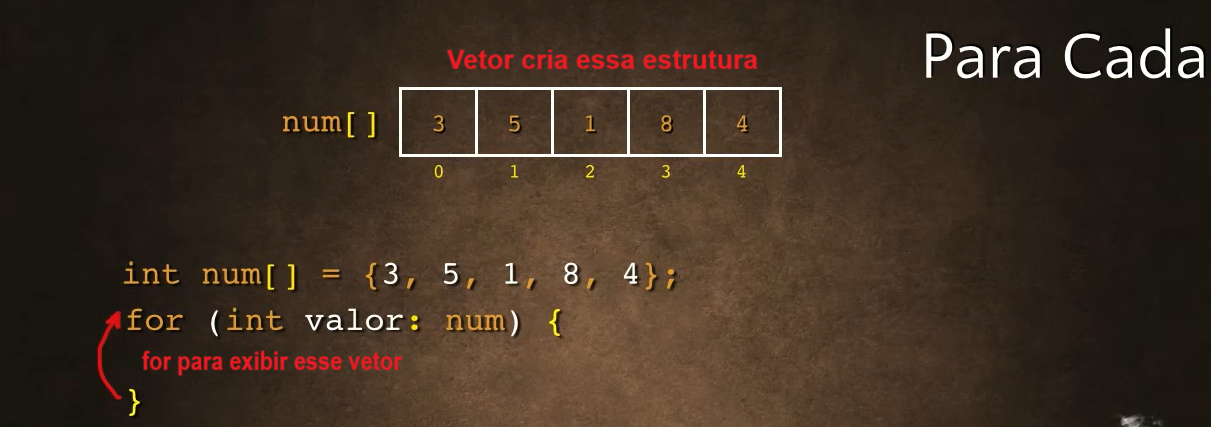 Para Cada
Vetor cria essa estrutura
num[] 3 5 1 8 4
0 1 2 3 4
int num[] = {3, 5, 1, 8, 4};
for (int valor: num) {
for para exibir esse vetor
}